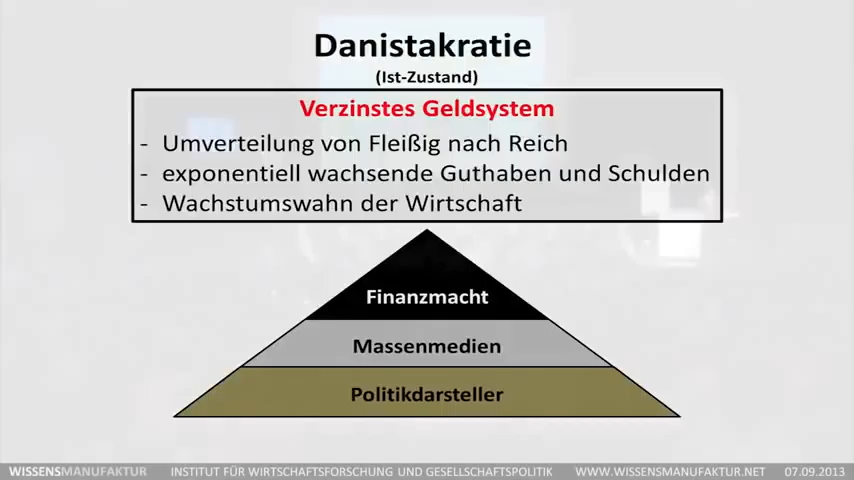 Danistakratie
(Ist-Zustand)
Verzinstes Geldsystem
- Umverteilung von Fleißig nach Reich
- exponentiell wachsende Guthaben und Schulden
- Wachstumswahn der Wirtschaft
Finanzmacht
Massenmedien
Politikdarsteller
WISSENSMANUFAKTUR INSTITUT FÜR WIRTSCHAFTSFORSCHUNG UND GESELLSCHAFTSPOLITIK WWW.WISSENSMANUFAKTUR.NET 07.09.2013